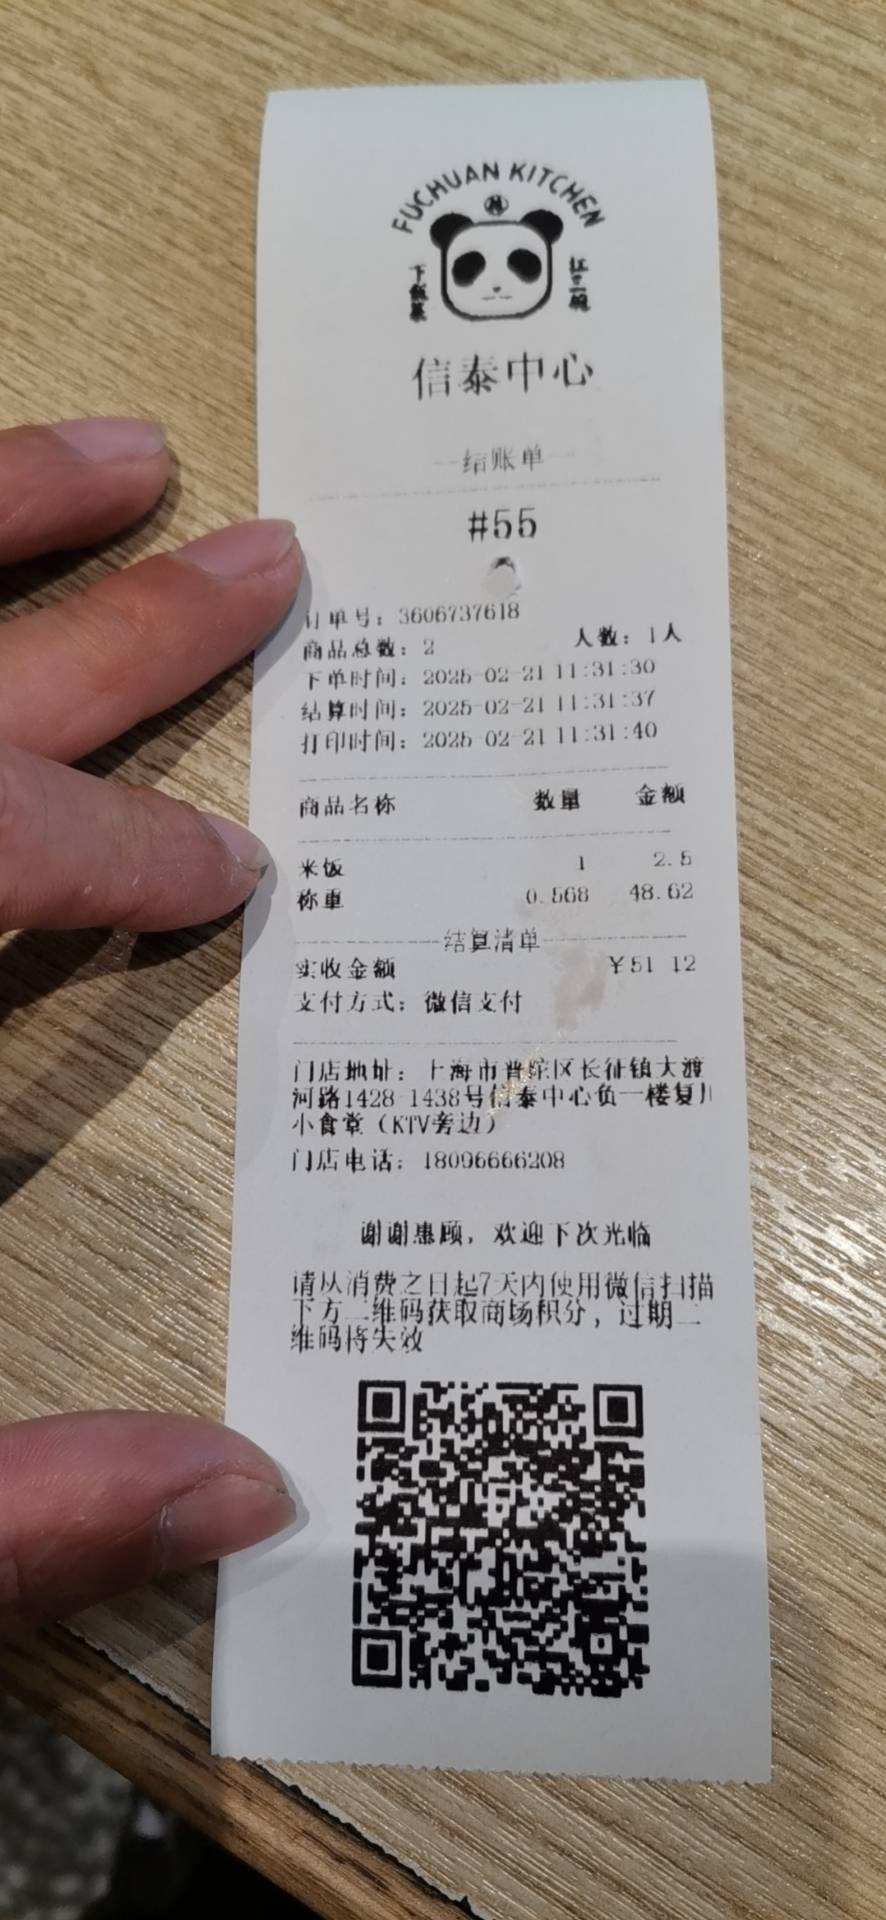 FUCHUAN KITCHEN
下飯菜
扛三碗
信泰中心
结账单
#55
订单号：3606737618
商品总数：2 人数：1人
下单时间：2025-02-21 11:31:30
结算时间：2025-02-21 11:31:37
打印时间：2025-02-21 11:31:40
商品名称 数量 金额
米饭 1 2.5
称重 0.568 48.62
结算清单
实收金额 ￥51.12
支付方式：微信支付
门店地址：上海市普陀区长征镇大渡
河路1428-1438号信泰中心负一楼复川
小食堂（KTV旁边）
门店电话：18096666208
谢谢惠顾，欢迎下次光临
请从消费之日起7天内使用微信扫描
下方二维码获取商场积分，过期二
维码将失效